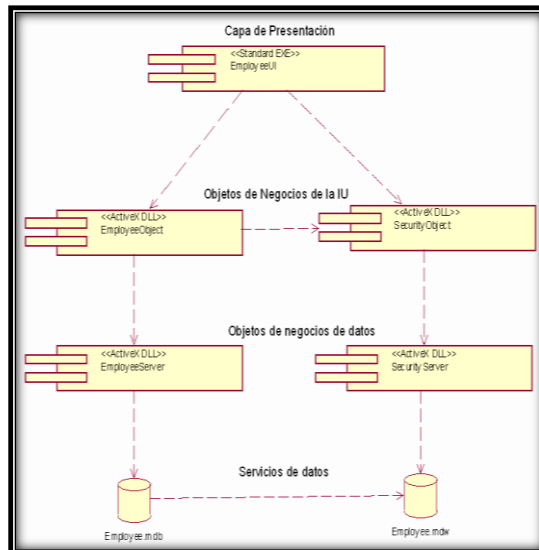 Capa de Presentación
<<Standard EXE>>
EmployeeUI
Objetos de Negocios de la IU
<<ActiveX DLL>>
EmployeeObject
<<ActiveX DLL>>
SecurityObject
Objetos de negocios de datos
<<ActiveX DLL>>
EmployeeServer
<<ActiveX DLL>>
Security Server
Servicios de datos
Employee.mdb
Employee.mdw